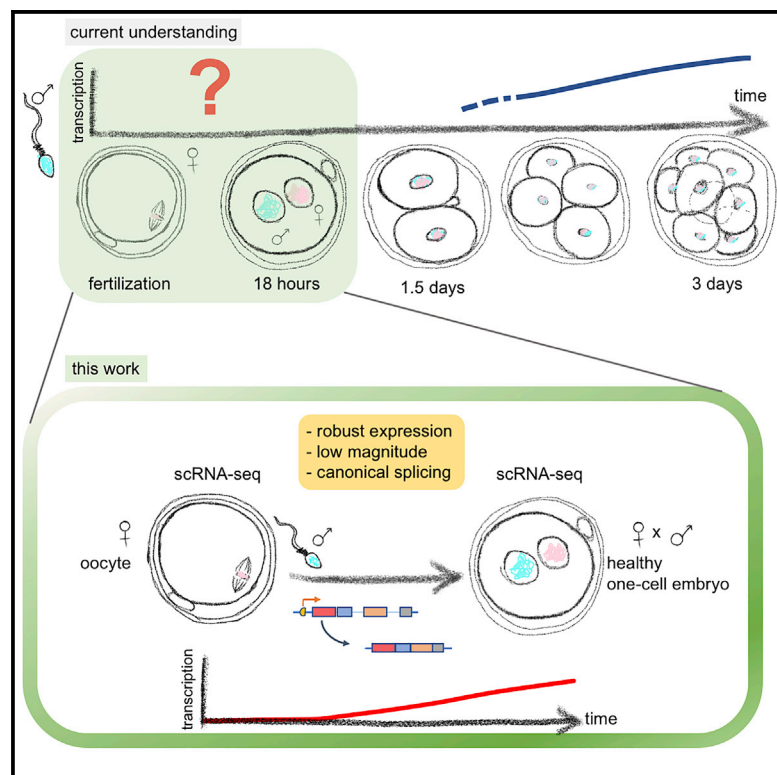 current understanding
?
♂
transcription
time
♀
♂
♀
fertilization
18 hours
1.5 days
3 days
this work
- robust expression
- low magnitude
- canonical splicing
scRNA-seq
scRNA-seq
♀
oocyte
♂
♀ x ♂
healthy
one-cell embryo
transcription
time